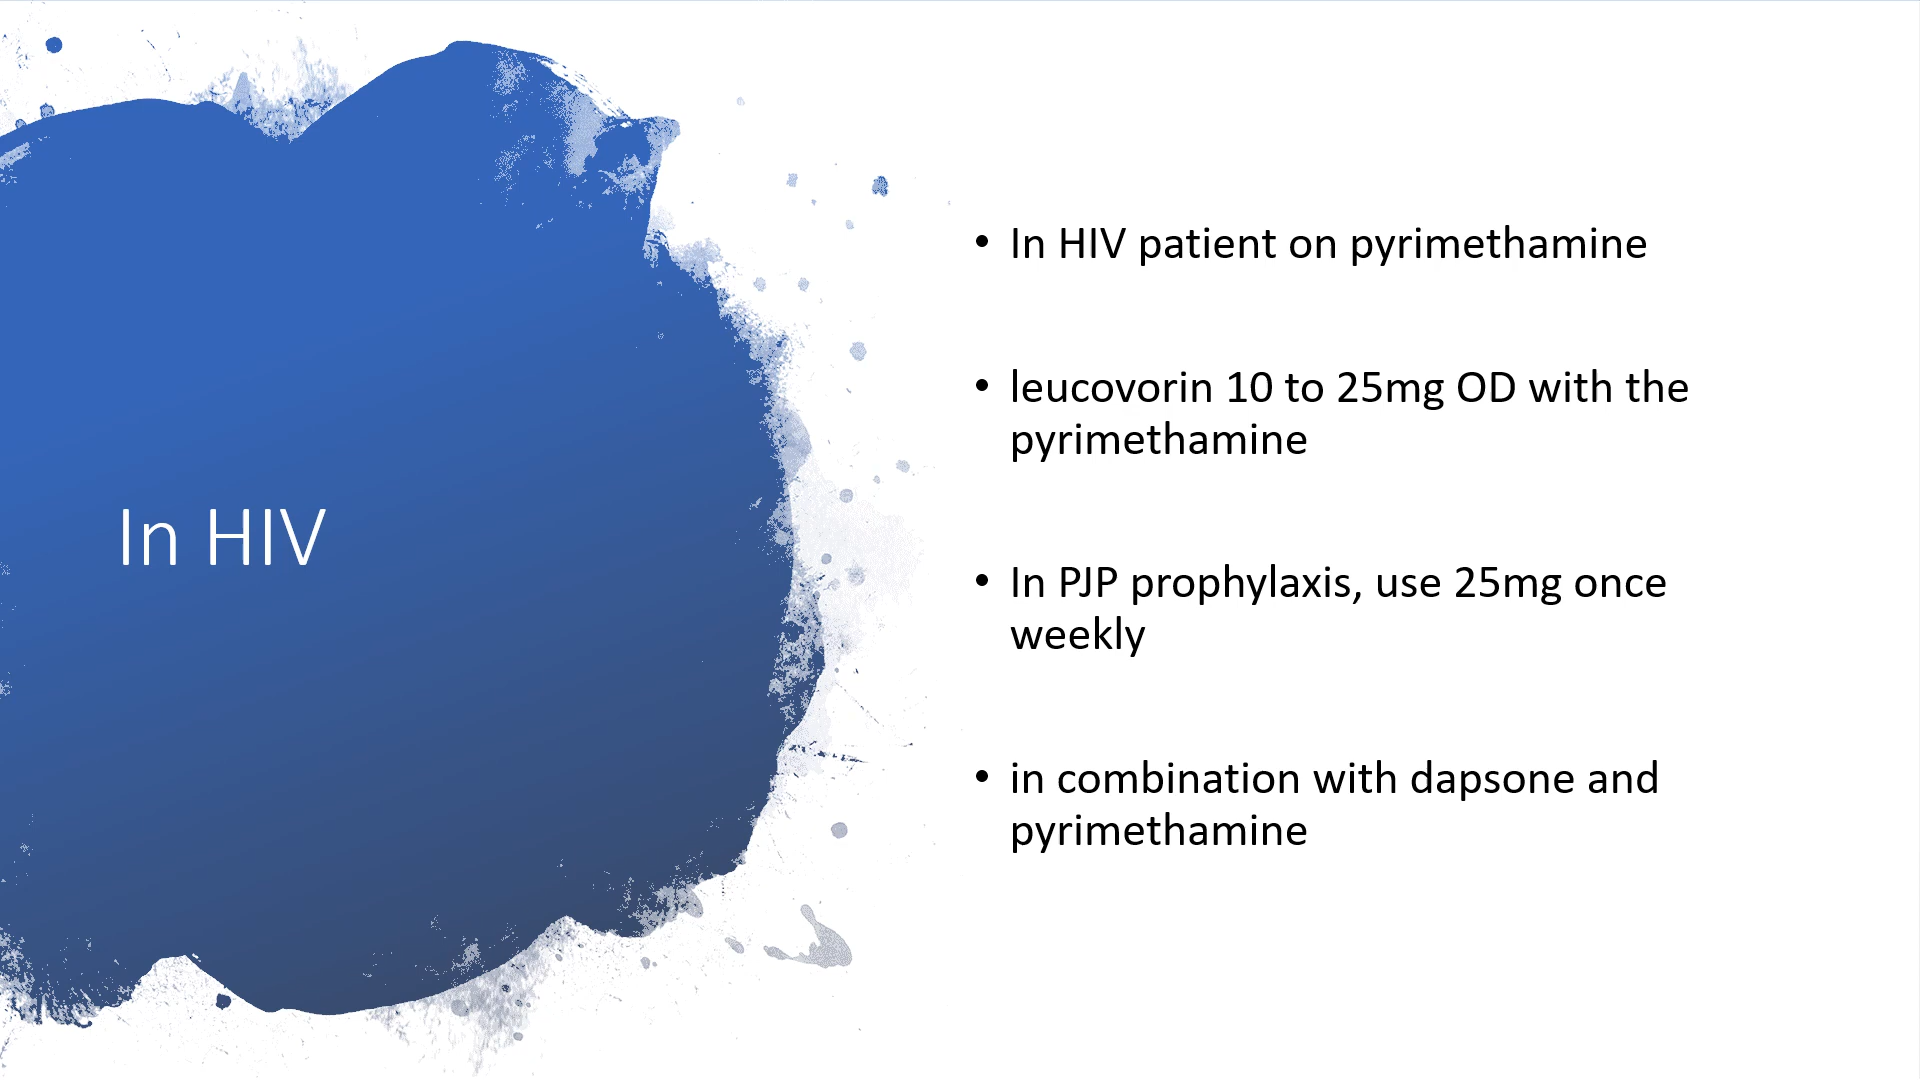 In HIV
• In HIV patient on pyrimethamine
• leucovorin 10 to 25mg OD with the
pyrimethamine
• In PJP prophylaxis, use 25mg once
weekly
• in combination with dapsone and
pyrimethamine